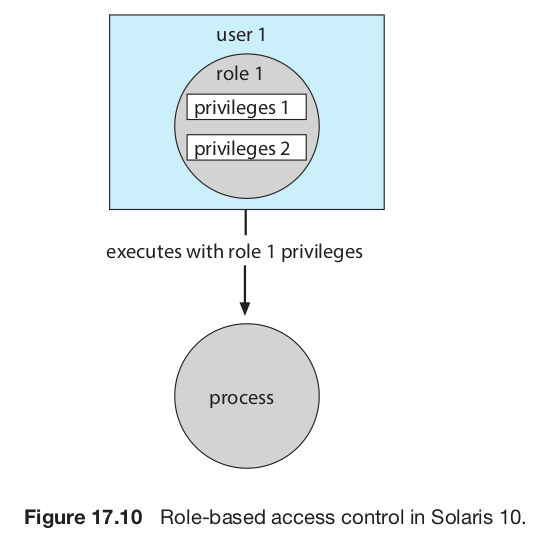 user 1
role 1
privileges 1
privileges 2
executes with role 1 privileges
process
Figure 17.10 Role-based access control in Solaris 10.